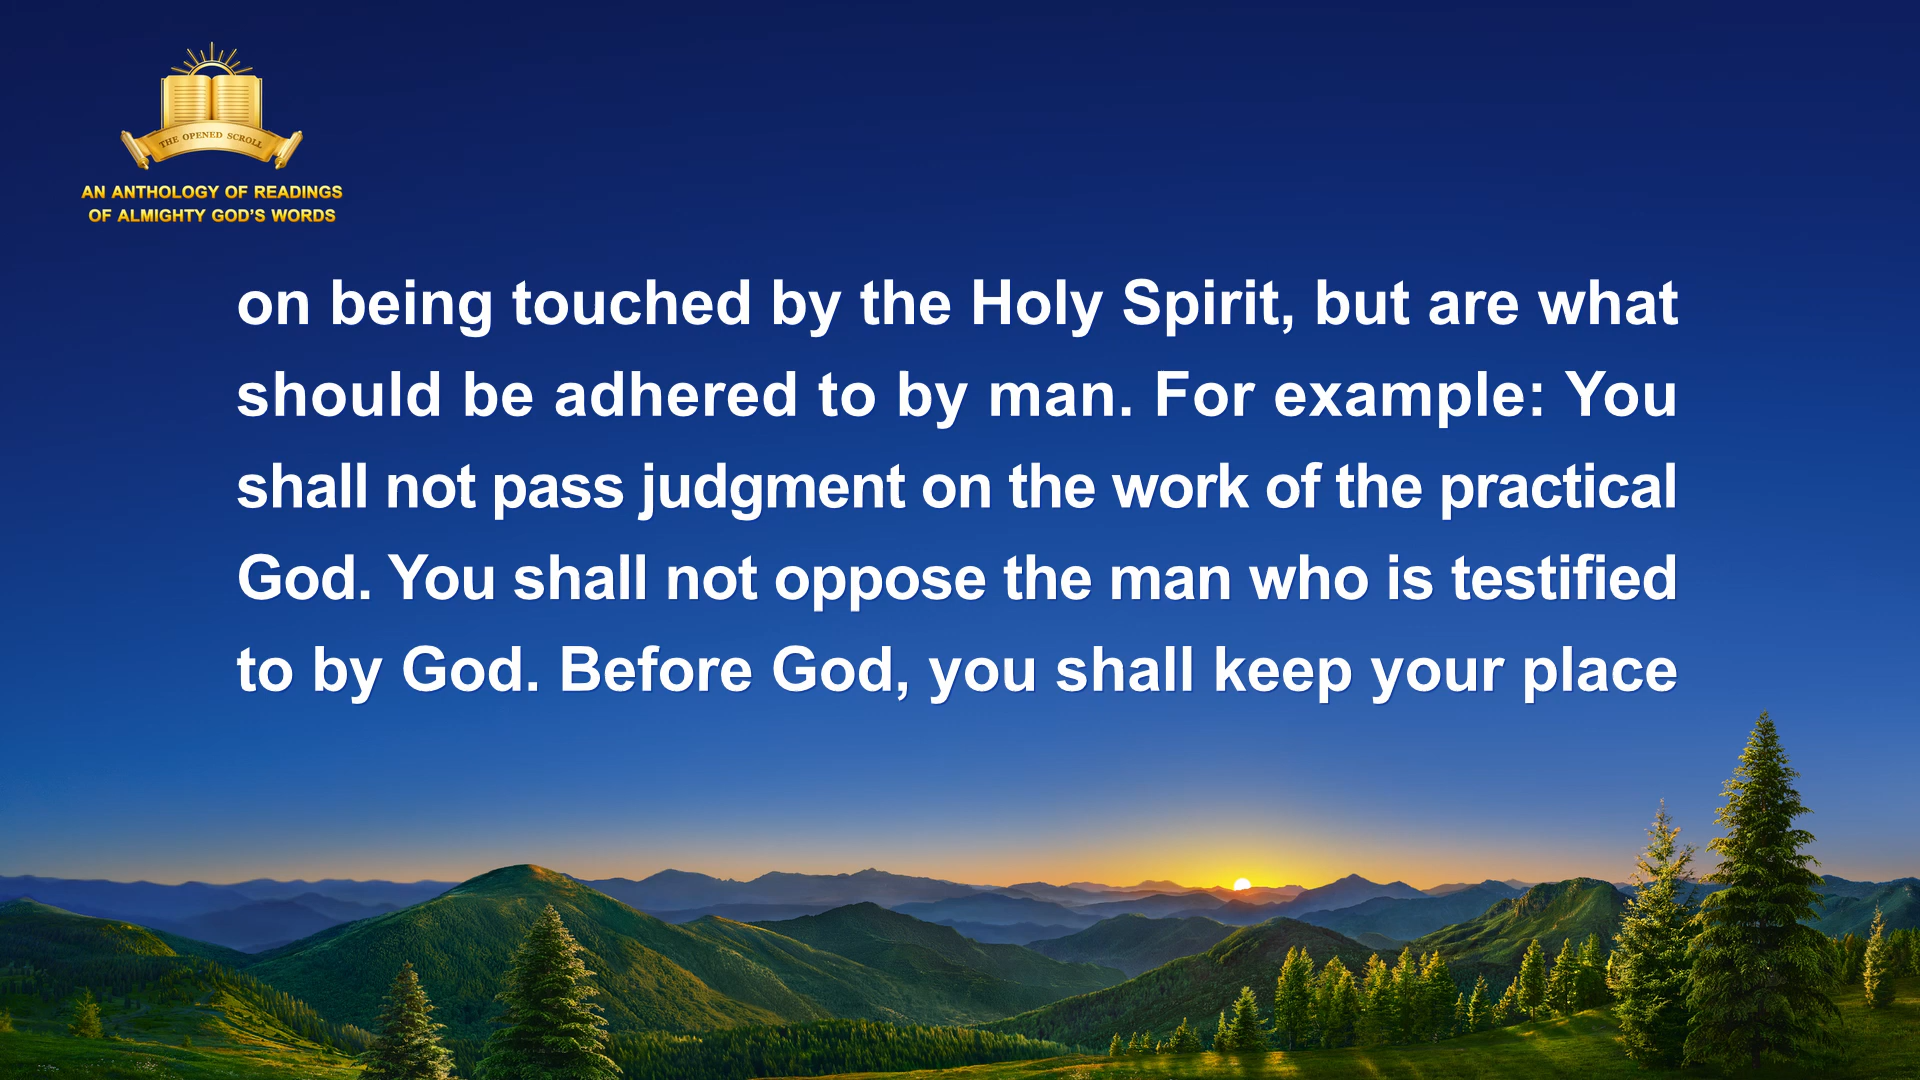 THE OPENED SCROLL
AN ANTHOLOGY OF READINGS
OF ALMIGHTY GOD'S WORDS
on being touched by the Holy Spirit, but are what
should be adhered to by man. For example: You
shall not pass judgment on the work of the practical
God. You shall not oppose the man who is testified
to by God. Before God, you shall keep your place